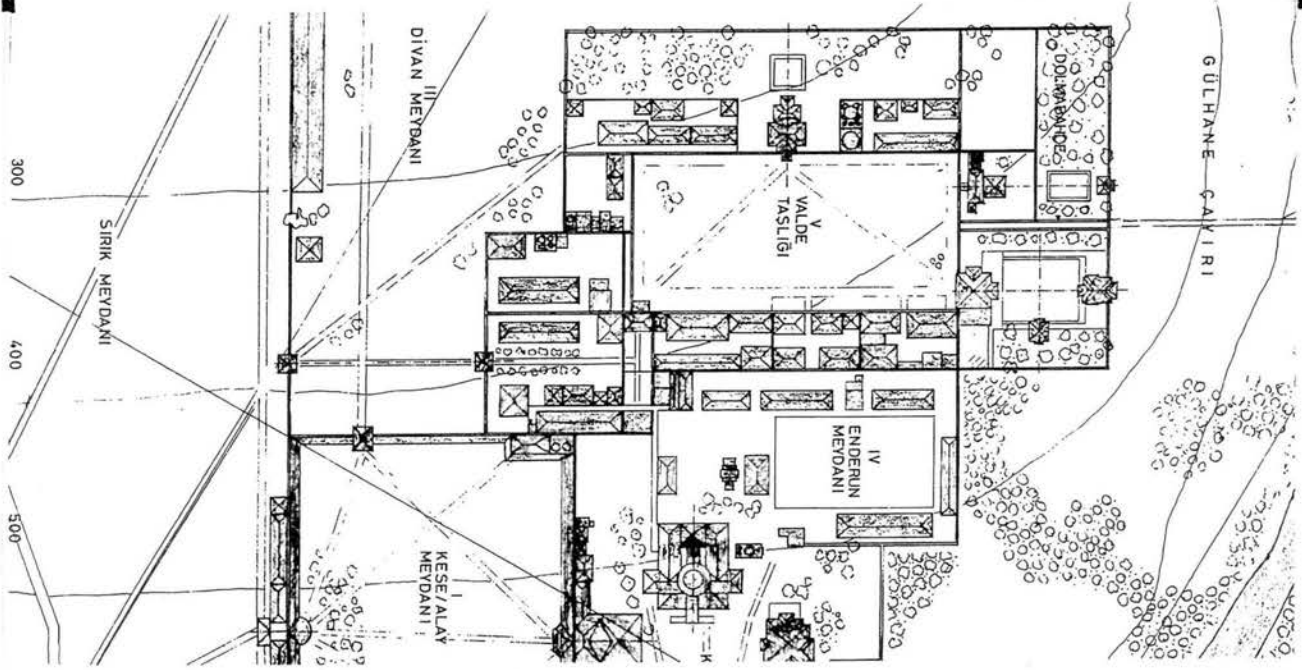 GÜLHANE ÇAYIRI
DOLMABAHÇE
III
DİVAN MEYDANI
V
VALDE
TAŞLIĞI
IV
ENDERUN
MEYDANI
I
KESE/ALAY
MEYDANI
SIRIK MEYDANI
300
400
500
K